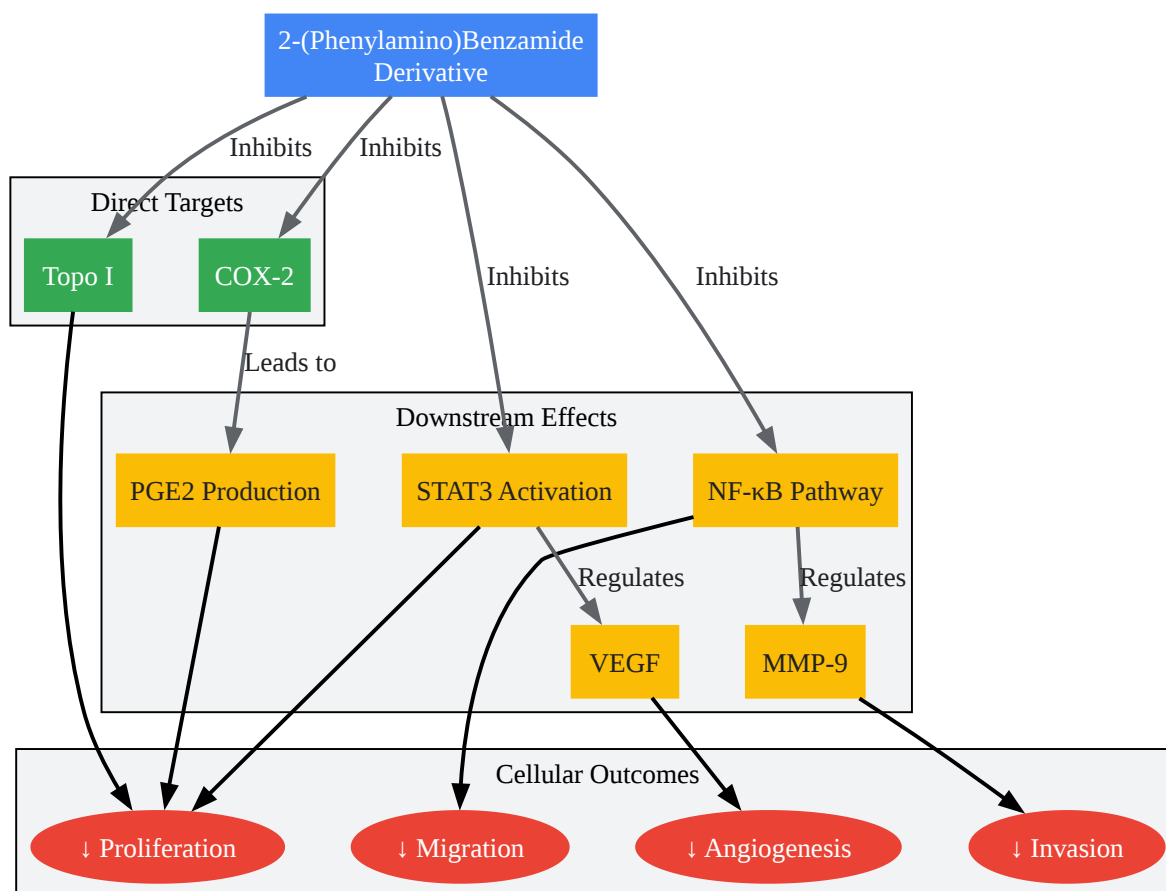 2-(Phenylamino)Benzamide
Derivative
Inhibits
Inhibits
Direct Targets
Topo I
COX-2
Inhibits
Inhibits
Leads to
Downstream Effects
PGE2 Production
STAT3 Activation
NF-κB Pathway
Regulates
Regulates
VEGF
MMP-9
Cellular Outcomes
↓ Proliferation
↓ Migration
↓ Angiogenesis
↓ Invasion